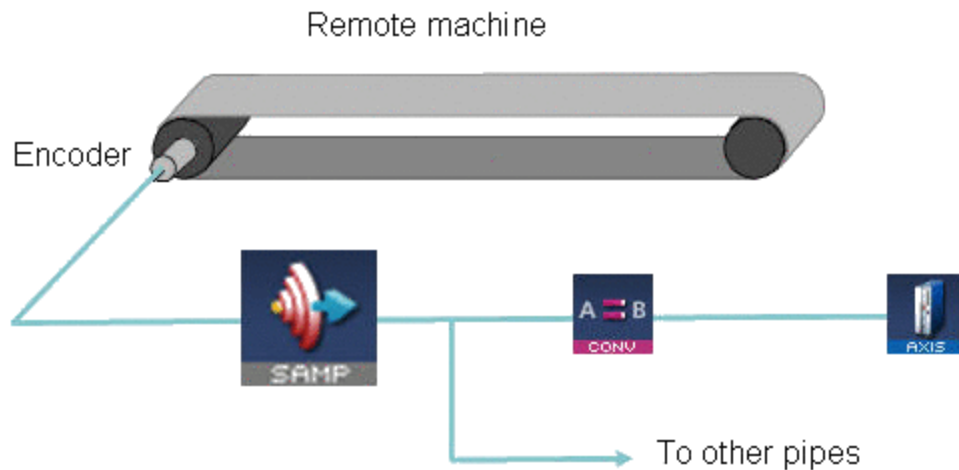 Remote machine
Encoder
SAMP
A = B
CONV
AXIS
To other pipes